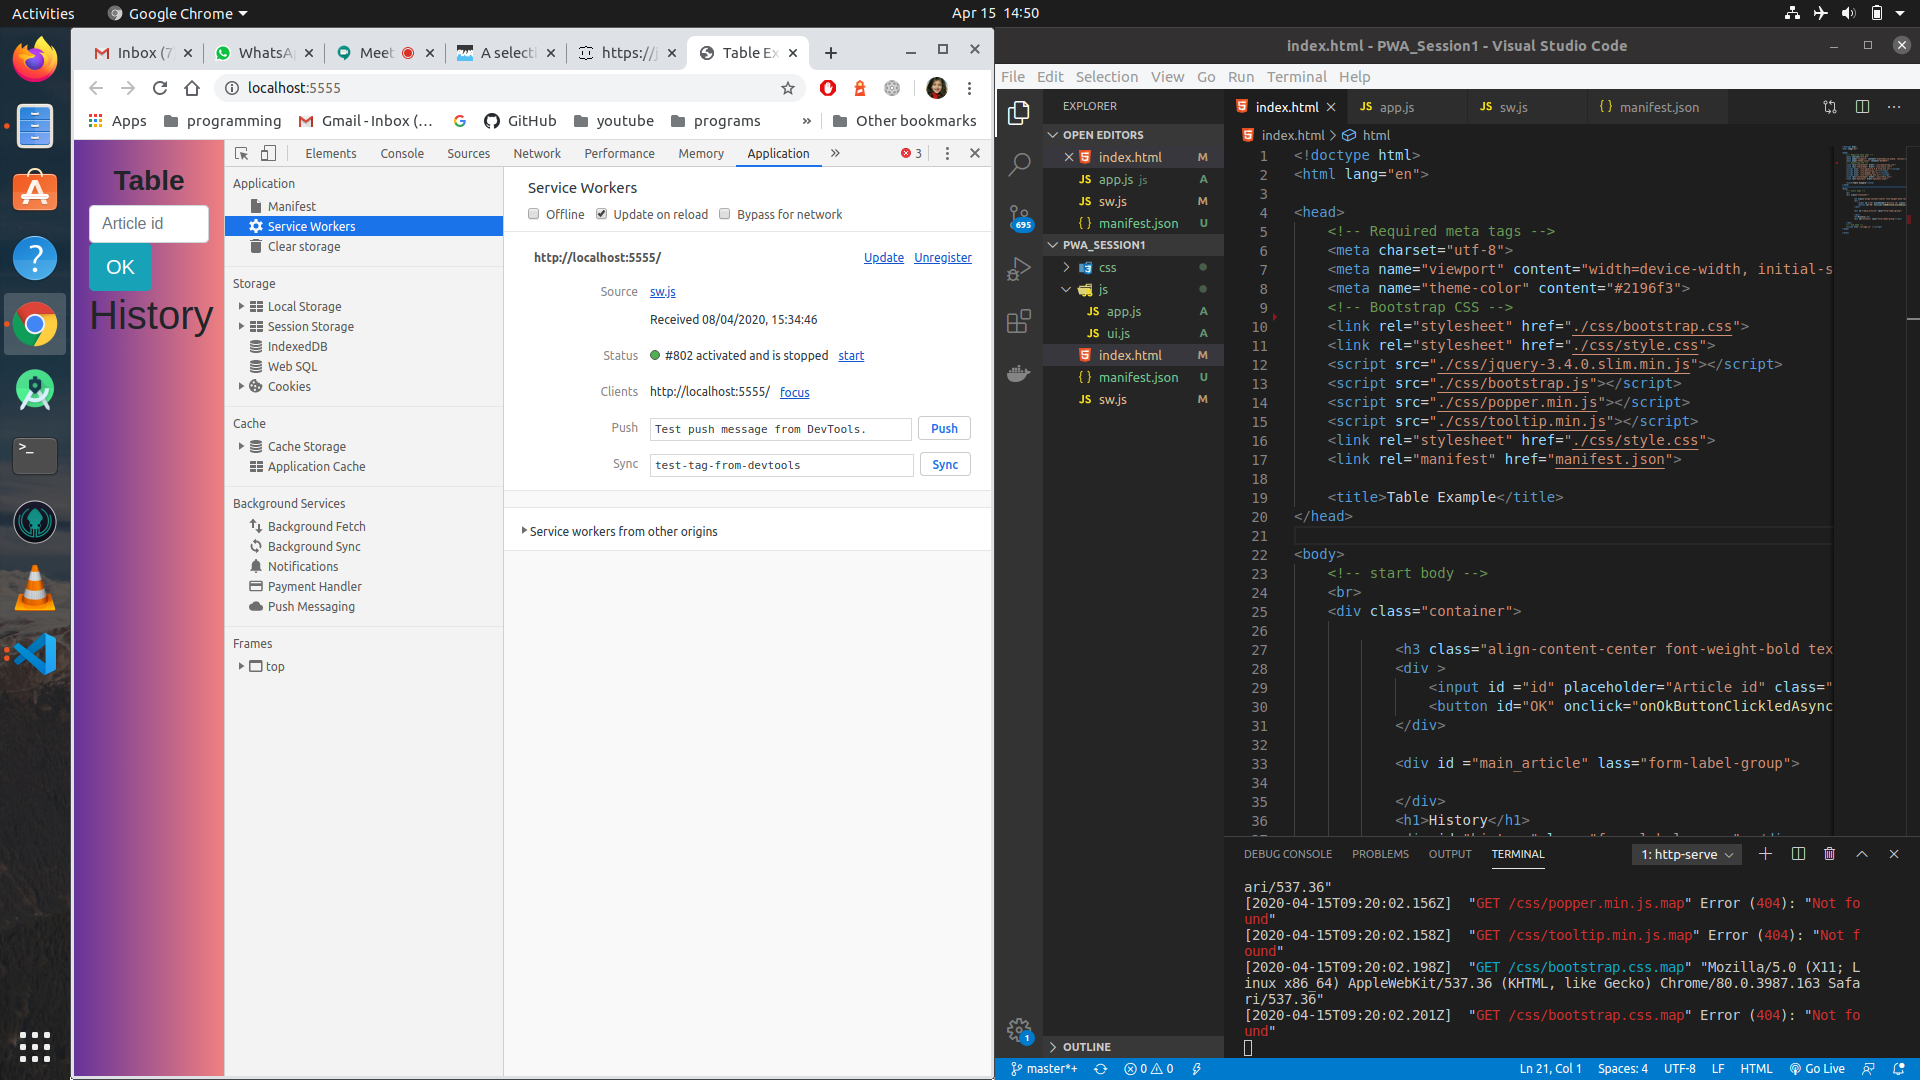 Activities
Google Chrome
Apr 15 14:50
Inbox (7
WhatsA
Meet
A select
https://j
Table Ex
localhost:5555
Apps
programming
Gmail - Inbox (...
GitHub
youtube
programs
»
Other bookmarks
Table
Article id
OK
History
Elements
Console
Sources
Network
Performance
Memory
Application
»
3
Application
Manifest
Service Workers
Clear storage
Storage
Local Storage
Session Storage
IndexedDB
Web SQL
Cookies
Cache
Cache Storage
Application Cache
Background Services
Background Fetch
Background Sync
Notifications
Payment Handler
Push Messaging
Frames
top
Service Workers
Offline
Update on reload
Bypass for network
http://localhost:5555/
Update
Unregister
Source sw.js
Received 08/04/2020, 15:34:46
Status #802 activated and is stopped start
Clients http://localhost:5555/ focus
Push Test push message from DevTools. Push
Sync test-tag-from-devtools Sync
Service workers from other origins
index.html - PWA_Session1 - Visual Studio Code
File Edit Selection View Go Run Terminal Help
EXPLORER
OPEN EDITORS
index.html M
app.js js A
sw.js M
{ } manifest.json U
PWA_SESSION1
css
js
app.js A
ui.js A
index.html M
{ } manifest.json U
sw.js M
OUTLINE
695
1
index.html
app.js
sw.js
{ } manifest.json
index.html > html
1 <!doctype html>
2 <html lang="en">
3
4 <head>
5 <!-- Required meta tags -->
6 <meta charset="utf-8">
7 <meta name="viewport" content="width=device-width, initial-s
8 <meta name="theme-color" content="#2196f3">
9 <!-- Bootstrap CSS -->
10 <link rel="stylesheet" href="./css/bootstrap.css">
11 <link rel="stylesheet" href="./css/style.css">
12 <script src="./css/jquery-3.4.0.slim.min.js"></script>
13 <script src="./css/bootstrap.js"></script>
14 <script src="./css/popper.min.js"></script>
15 <script src="./css/tooltip.min.js"></script>
16 <link rel="stylesheet" href="./css/style.css">
17 <link rel="manifest" href="manifest.json">
18
19 <title>Table Example</title>
20 </head>
21
22 <body>
23 <!-- start body -->
24 <br>
25 <div class="container">
26
27 <h3 class="align-content-center font-weight-bold tex
28 <div >
29 <input id ="id" placeholder="Article id" class="
30 <button id="OK" onclick="onOkButtonClickledAsync
31 </div>
32
33 <div id ="main_article" lass="form-label-group">
34
35 </div>
36 <h1>History</h1>
DEBUG CONSOLE
PROBLEMS
OUTPUT
TERMINAL
1: http-serve
ari/537.36"
[2020-04-15T09:20:02.156Z] "GET /css/popper.min.js.map" Error (404): "Not fo
und"
[2020-04-15T09:20:02.158Z] "GET /css/tooltip.min.js.map" Error (404): "Not f
ound"
[2020-04-15T09:20:02.198Z] "GET /css/bootstrap.css.map" "Mozilla/5.0 (X11; L
inux x86_64) AppleWebKit/537.36 (KHTML, like Gecko) Chrome/80.0.3987.163 Safa
ri/537.36"
[2020-04-15T09:20:02.201Z] "GET /css/bootstrap.css.map" Error (404): "Not fo
und"
master*+
0
0
Ln 21, Col 1
Spaces: 4
UTF-8
LF
HTML
Go Live